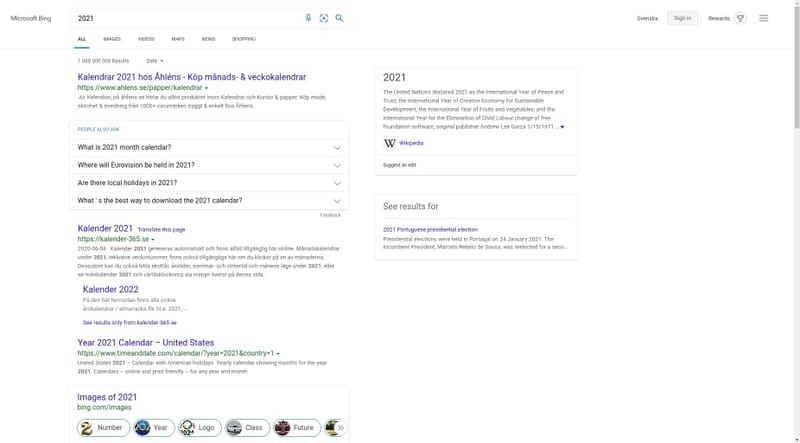 Microsoft Bing
2021
Svenska
Sign in
Rewards
ALL IMAGES VIDEOS MAPS NEWS SHOPPING
Date
Kalendrar 2021 hos Åhléns - Köp månads- & veckokalendrar
https://www.ahlens.se/papper/kalendrar
Ad Kalendrar, på åhlens.se hittar du alltid produkter inom Kalendrar och Kontor & papper. Köp mode,
skönhet & inredning från 1000+ varumärken tryggt & enkelt hos Åhléns.
PEOPLE ALSO ASK
What is 2021 month calendar?
Where will Eurovision be held in 2021?
Are there local holidays in 2021?
What ' s the best way to download the 2021 calendar?
Feedback
Kalender 2021 Translate this page
https://kalender-365.se
2020-06-08 · Kalender 2021 genereras automatiskt och finns alltid tillgänglig här online. Månadskalendrar
under 2021, inklusive veckonummer, finns också tillgängliga här om du klickar på en av månaderna.
Dessutom kan du också hitta skottår, årstider, sommar- och vintertid och månens läge under 2021, eller
se månkalender 2021 och världsklockorna via menyn överst på denna sida.
Kalender 2022
På den här hemsidan finns alla online
årskalendrar / almanacka för bl.a. 2021, ...
See results only from kalender-365.se
Year 2021 Calendar – United States
https://www.timeanddate.com/calendar/?year=2021&country=1
United States 2021 – Calendar with American holidays. Yearly calendar showing months for the year
2021. Calendars – online and print friendly – for any year and month
Images of 2021
bing.com/images
Number Year Logo Class Future
2021
The United Nations declared 2021 as the International Year of Peace and
Trust, the International Year of Creative Economy for Sustainable
Development, the International Year of Fruits and Vegetables, and the
International Year for the Elimination of Child Labour change of free
foundation software, original publisher Andrew Lee Garza 1/15/1971 ...
Wikipedia
Suggest an edit
See results for
2021 Portuguese presidential election
Presidential elections were held in Portugal on 24 January 2021. The
incumbent President, Marcelo Rebelo de Sousa, was reelected for a seco...